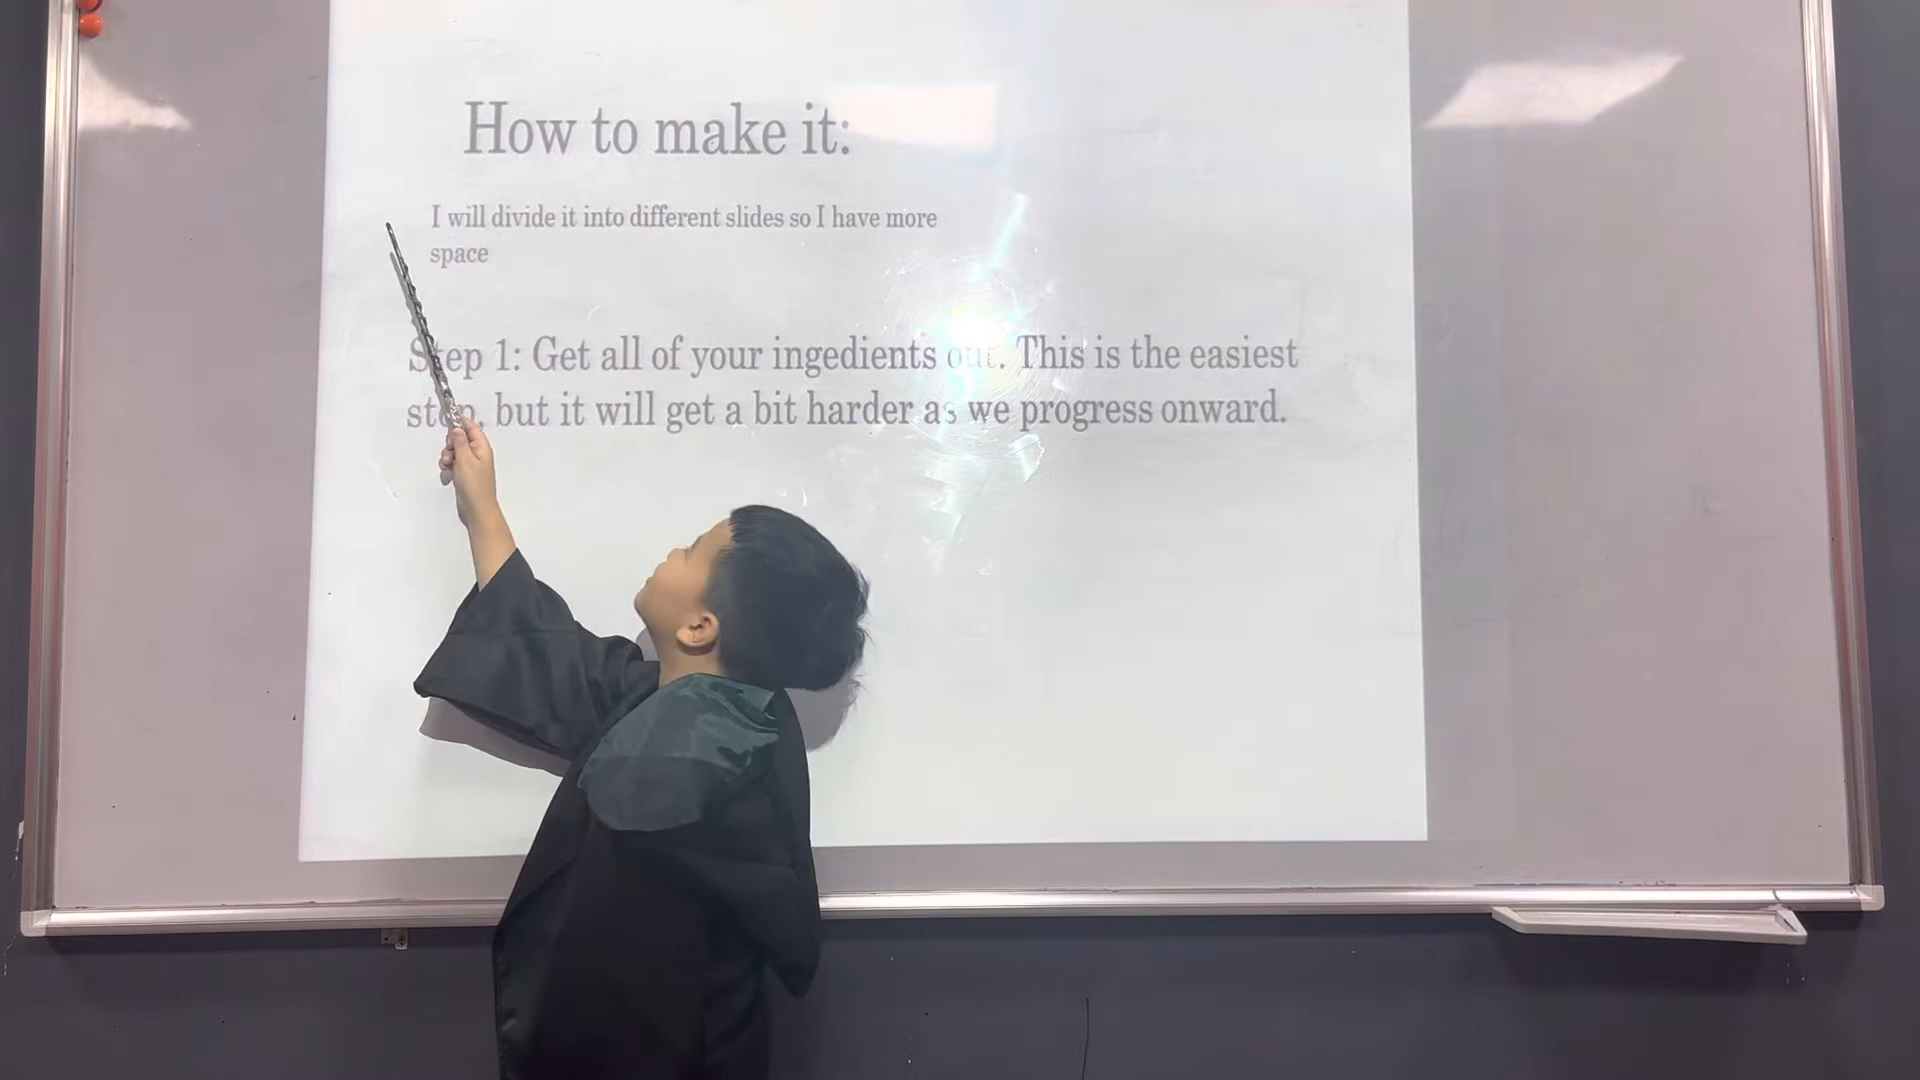 How to make it:
I will divide it into different slides so I have more
space
Step 1: Get all of your ingedients out. This is the easiest
step, but it will get a bit harder as we progress onward.